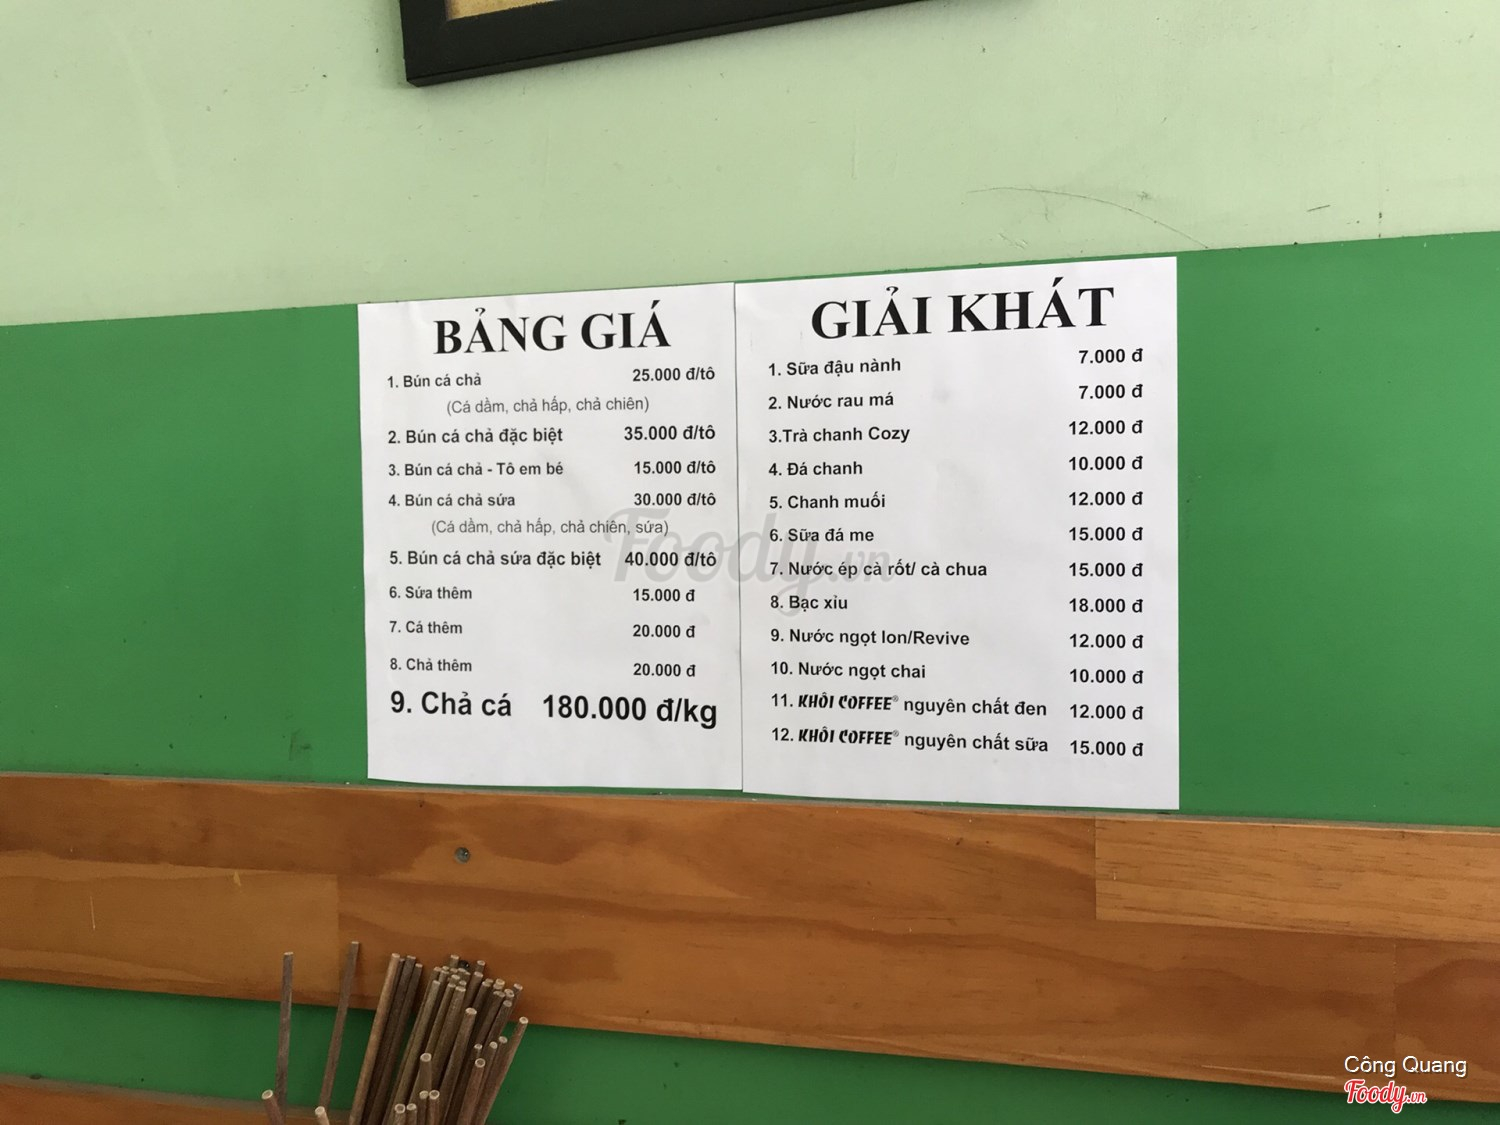 BẢNG GIÁ
1. Bún cá chả 25.000 đ/tô
(Cá dầm, chả hấp, chả chiên)
2. Bún cá chả đặc biệt 35.000 đ/tô
3. Bún cá chả - Tô em bé 15.000 đ/tô
4. Bún cá chả sứa 30.000 đ/tô
(Cá dầm, chả hấp, chả chiên, sứa)
5. Bún cá chả sứa đặc biệt 40.000 đ/tô
6. Sứa thêm 15.000 đ
7. Cá thêm 20.000 đ
8. Chả thêm 20.000 đ
9. Chả cá 180.000 đ/kg
GIẢI KHÁT
1. Sữa đậu nành 7.000 đ
2. Nước rau má 7.000 đ
3.Trà chanh Cozy 12.000 đ
4. Đá chanh 10.000 đ
5. Chanh muối 12.000 đ
6. Sữa đá me 15.000 đ
7. Nước ép cà rốt/ cà chua 15.000 đ
8. Bạc xỉu 18.000 đ
9. Nước ngọt Ion/Revive 12.000 đ
10. Nước ngọt chai 10.000 đ
11. KHÔI COFFEE® nguyên chất đen 12.000 đ
12. KHÔI COFFEE® nguyên chất sữa 15.000 đ
Foody.vn
Công Quang
Foody.vn